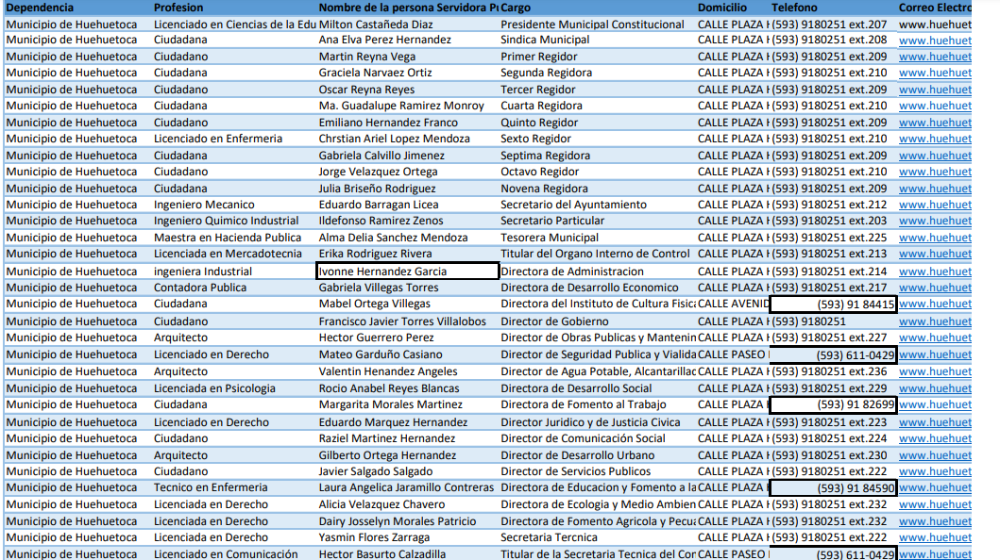 Dependencia Profesion Nombre de la persona Servidora Pu Cargo Domicilio Telefono Correo Electro
Municipio de Huehuetoca Licenciado en Ciencias de la Edu Milton Castañeda Diaz Presidente Municipal Constitucional CALLE PLAZA H (593) 9180251 ext.207 www.huehuet
Municipio de Huehuetoca Ciudadana Ana Elva Perez Hernandez Sindica Municipal CALLE PLAZA H (593) 9180251 ext.208 www.huehuet
Municipio de Huehuetoca Ciudadano Martin Reyna Vega Primer Regidor CALLE PLAZA H (593) 9180251 ext.209 www.huehuet
Municipio de Huehuetoca Ciudadana Graciela Narvaez Ortiz Segunda Regidora CALLE PLAZA H (593) 9180251 ext.210 www.huehuet
Municipio de Huehuetoca Ciudadano Oscar Reyna Reyes Tercer Regidor CALLE PLAZA H (593) 9180251 ext.209 www.huehuet
Municipio de Huehuetoca Ciudadana Ma. Guadalupe Ramirez Monroy Cuarta Regidora CALLE PLAZA H (593) 9180251 ext.210 www.huehuet
Municipio de Huehuetoca Ciudadano Emiliano Hernandez Franco Quinto Regidor CALLE PLAZA H (593) 9180251 ext.209 www.huehuet
Municipio de Huehuetoca Licenciado en Enfermeria Chrstian Ariel Lopez Mendoza Sexto Regidor CALLE PLAZA H (593) 9180251 ext.210 www.huehuet
Municipio de Huehuetoca Ciudadana Gabriela Calvillo Jimenez Septima Regidora CALLE PLAZA H (593) 9180251 ext.209 www.huehuet
Municipio de Huehuetoca Ciudadano Jorge Velazquez Ortega Octavo Regidor CALLE PLAZA H (593) 9180251 ext.210 www.huehuet
Municipio de Huehuetoca Ciudadana Julia Briseño Rodriguez Novena Regidora CALLE PLAZA H (593) 9180251 ext.209 www.huehuet
Municipio de Huehuetoca Ingeniero Mecanico Eduardo Barragan Licea Secretario del Ayuntamiento CALLE PLAZA H (593) 9180251 ext.212 www.huehuet
Municipio de Huehuetoca Ingeniero Quimico Industrial Ildefonso Ramirez Zenos Secretario Particular CALLE PLAZA H (593) 9180251 ext.203 www.huehuet
Municipio de Huehuetoca Maestra en Hacienda Publica Alma Delia Sanchez Mendoza Tesorera Municipal CALLE PLAZA H (593) 9180251 ext.225 www.huehuet
Municipio de Huehuetoca Licenciada en Mercadotecnia Erika Rodriguez Rivera Titular del Organo Interno de Control CALLE PLAZA H (593) 9180251 ext.213 www.huehuet
Municipio de Huehuetoca ingeniera Industrial Ivonne Hernandez Garcia Directora de Administracion CALLE PLAZA H (593) 9180251 ext.214 www.huehuet
Municipio de Huehuetoca Contadora Publica Gabriela Villegas Torres Directora de Desarrollo Economico CALLE PLAZA H (593) 9180251 ext.217 www.huehuet
Municipio de Huehuetoca Ciudadana Mabel Ortega Villegas Directora del Instituto de Cultura Fisica CALLE AVENID (593) 91 84415 www.huehuet
Municipio de Huehuetoca Ciudadano Francisco Javier Torres Villalobos Director de Gobierno CALLE PLAZA H (593) 9180251 www.huehuet
Municipio de Huehuetoca Arquitecto Hector Guerrero Perez Director de Obras Publicas y Mantenin CALLE PLAZA H (593) 9180251 ext.227 www.huehuet
Municipio de Huehuetoca Licenciado en Derecho Mateo Garduño Casiano Director de Seguridad Publica y Vialida CALLE PASEO (593) 611-0429 www.huehuet
Municipio de Huehuetoca Arquitecto Valentin Henandez Angeles Director de Agua Potable, Alcantarillac CALLE PLAZA H (593) 9180251 ext.236 www.huehuet
Municipio de Huehuetoca Licenciada en Psicologia Rocio Anabel Reyes Blancas Directora de Desarrollo Social CALLE PLAZA H (593) 9180251 ext.229 www.huehuet
Municipio de Huehuetoca Ciudadana Margarita Morales Martinez Directora de Fomento al Trabajo CALLE PLAZA (593) 91 82699 www.huehuet
Municipio de Huehuetoca Licenciado en Derecho Eduardo Marquez Hernandez Director Juridico y de Justicia Civica CALLE PLAZA H (593) 9180251 ext.223 www.huehuet
Municipio de Huehuetoca Ciudadano Raziel Martinez Hernandez Director de Comunicación Social CALLE PLAZA H (593) 9180251 ext.224 www.huehuet
Municipio de Huehuetoca Arquitecto Gilberto Ortega Hernandez Director de Desarrollo Urbano CALLE PLAZA H (593) 9180251 ext.230 www.huehuet
Municipio de Huehuetoca Ciudadano Javier Salgado Salgado Director de Servicios Publicos CALLE PLAZA H (593) 9180251 ext.222 www.huehuet
Municipio de Huehuetoca Tecnico en Enfermeria Laura Angelica Jaramillo Contreras Directora de Educacion y Fomento a la CALLE PLAZA (593) 91 84590 www.huehuet
Municipio de Huehuetoca Licenciada en Derecho Alicia Velazquez Chavero Directora de Ecologia y Medio Ambien CALLE PLAZA H (593) 9180251 ext.232 www.huehuet
Municipio de Huehuetoca Licenciada en Derecho Dairy Josselyn Morales Patricio Directora de Fomento Agricola y Pecua CALLE PLAZA H (593) 9180251 ext.232 www.huehuet
Municipio de Huehuetoca Licenciada en Derecho Yasmin Flores Zarraga Secretaria Tercnica CALLE PLAZA H (593) 9180251 ext.222 www.huehuet
Municipio de Huehuetoca Licenciado en Comunicación Hector Basurto Calzadilla Titular de la Secretaria Tecnica del Cor CALLE PASEO (593) 611-0429 www.huehuet